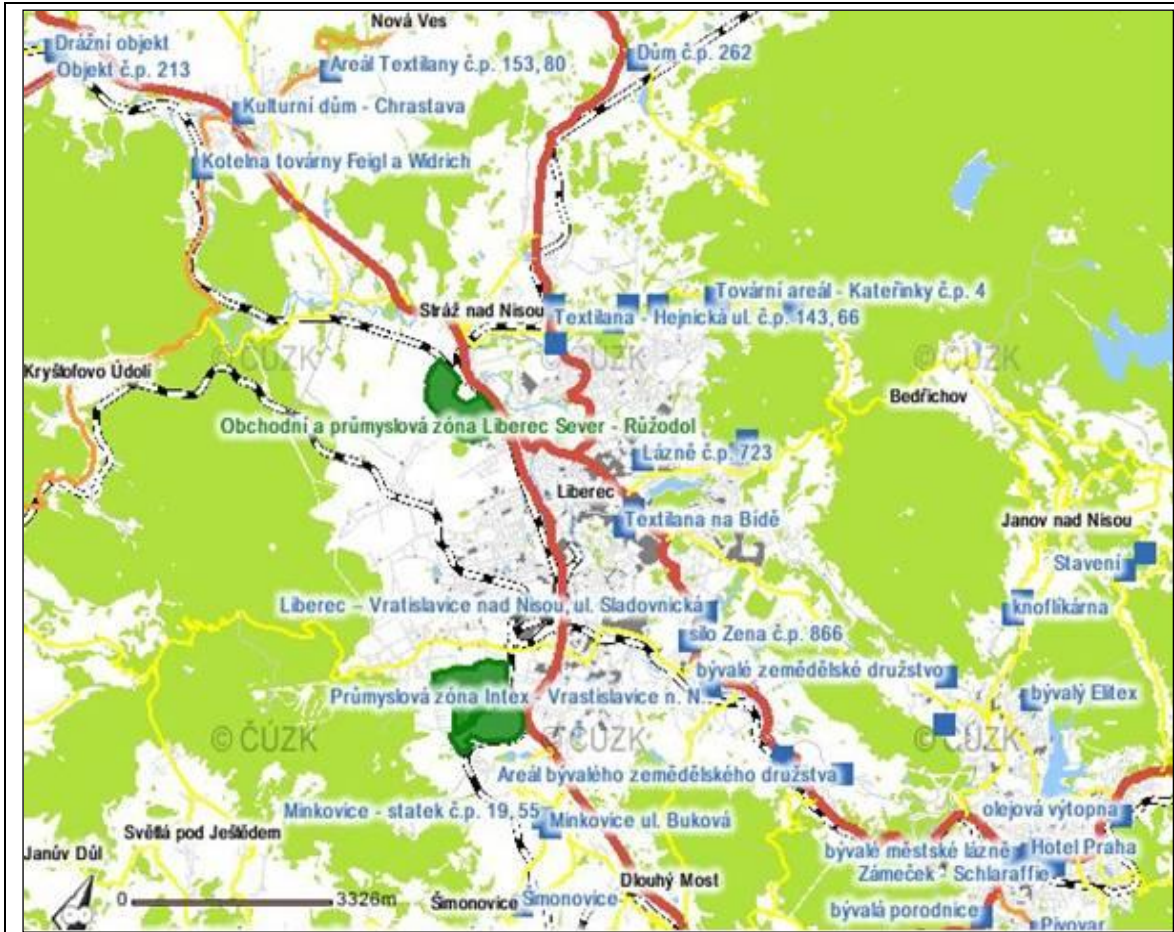 Nová Ves
Drážní objekt
Objekt č.p. 213
Areál Textilany č.p. 153, 80
Dům č.p. 262
Kulturní dům - Chrastava
Kotelna továrny Feigl a Widrich
Tovární areál - Kateřinky č.p. 4
Stráž nad Nisou
Textilana - Hejnická ul. č.p. 143, 66
© ČÚZK
© ČÚZK
© ČÚZK
Kryštofovo Údolí
Bedřichov
Obchodní a průmyslová zóna Liberec Sever - Růžodol
Lázně č.p. 723
Liberec
Textilana na Bídě
Janov nad Nisou
Stavení
Liberec – Vratislavice nad Nisou, ul. Sladovnická
knoflíkárna
silo Zena č.p. 866
bývalé zemědělské družstvo
Průmyslová zóna Intex - Vrastislavice n. N.
bývalý Elitex
© ČÚZK
© ČÚZK
© ČÚZK
Areál bývalého zemědělského družstva
Minkovice - statek č.p. 19, 55
Minkovice ul. Buková
olejová výtopna
Světlá pod Ještědem
Janův Důl
bývalé městské lázně
Hotel Praha
Zámeček - Schlaraffie
Dlouhý Most
0
3326m
Šimonovice
Šimonovice
bývalá porodnice
Pivovar